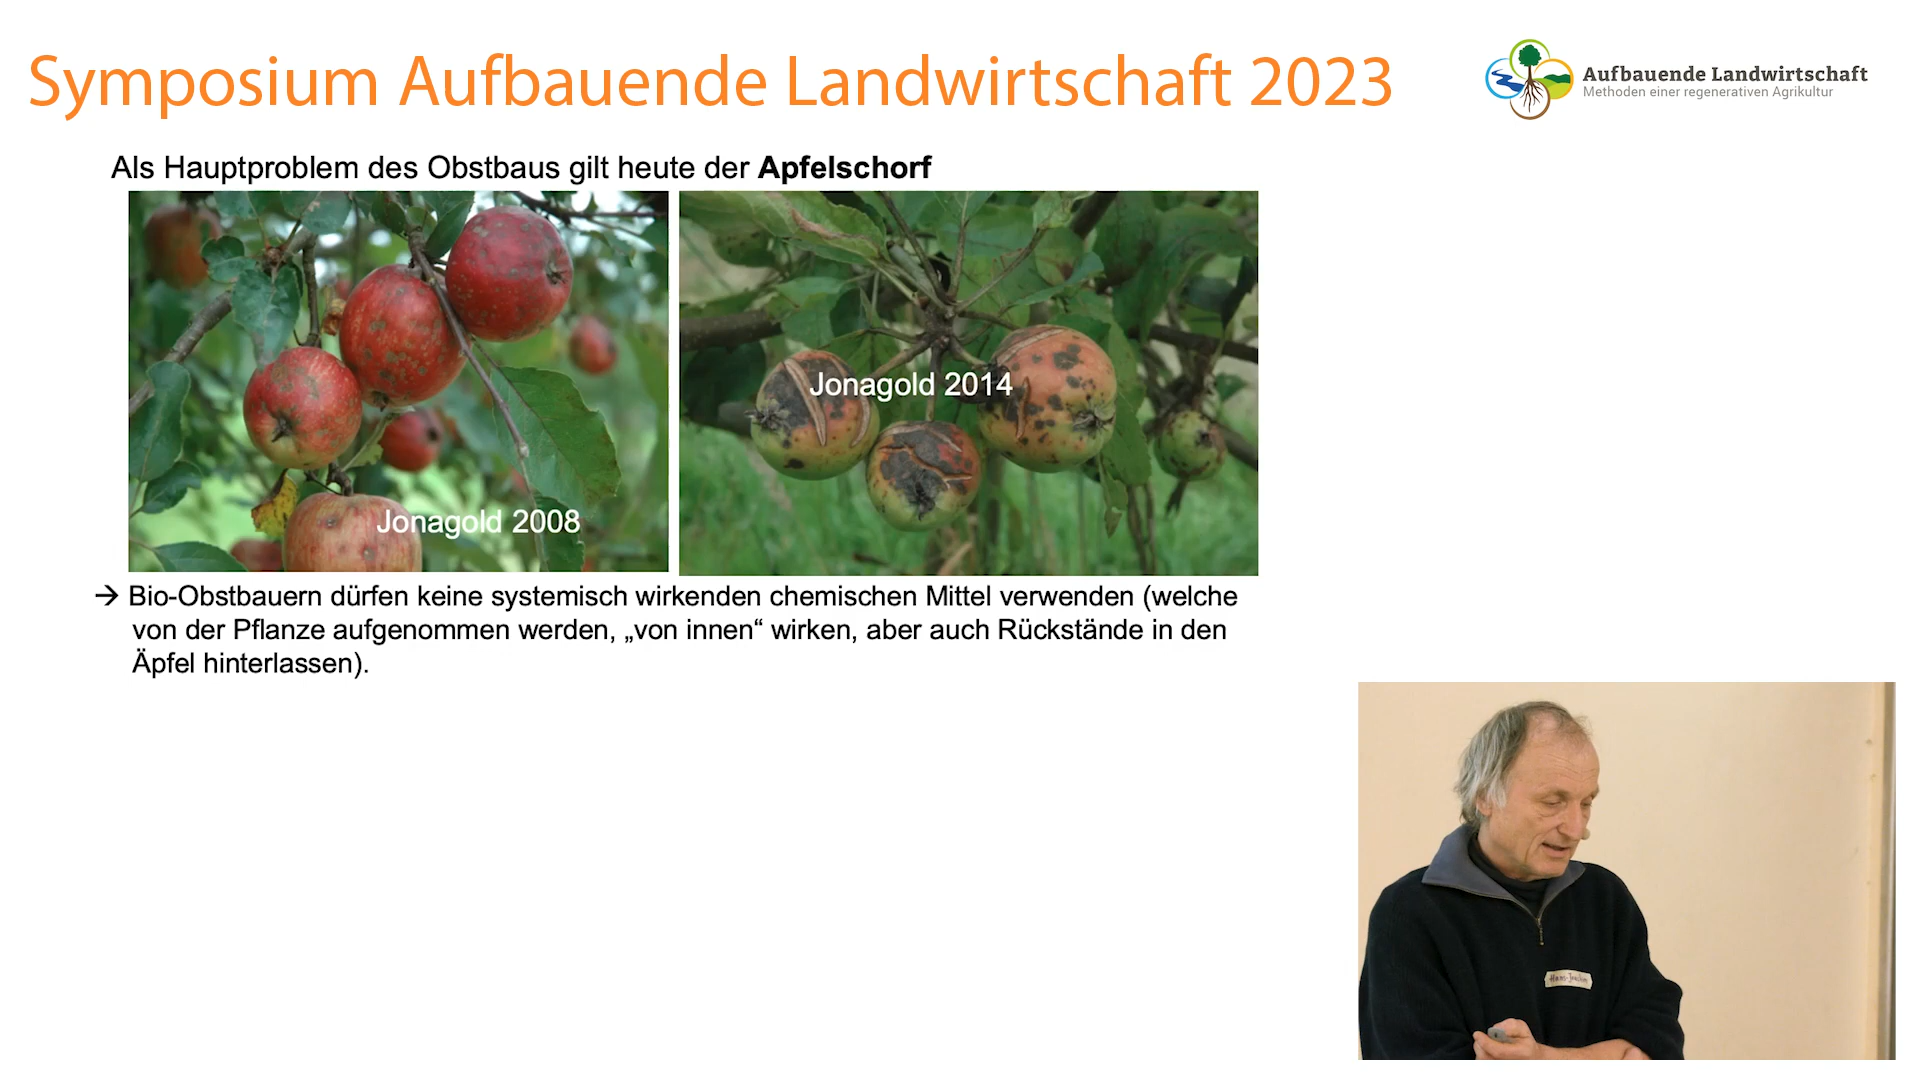 Symposium Aufbauende Landwirtschaft 2023
Aufbauende Landwirtschaft
Methoden einer regenerativen Agrikultur
Als Hauptproblem des Obstbaus gilt heute der Apfelschorf
Jonagold 2014
Jonagold 2008
→ Bio-Obstbauern dürfen keine systemisch wirkenden chemischen Mittel verwenden (welche
von der Pflanze aufgenommen werden, „von innen“ wirken, aber auch Rückstände in den
Äpfel hinterlassen).
Hans-Joachim